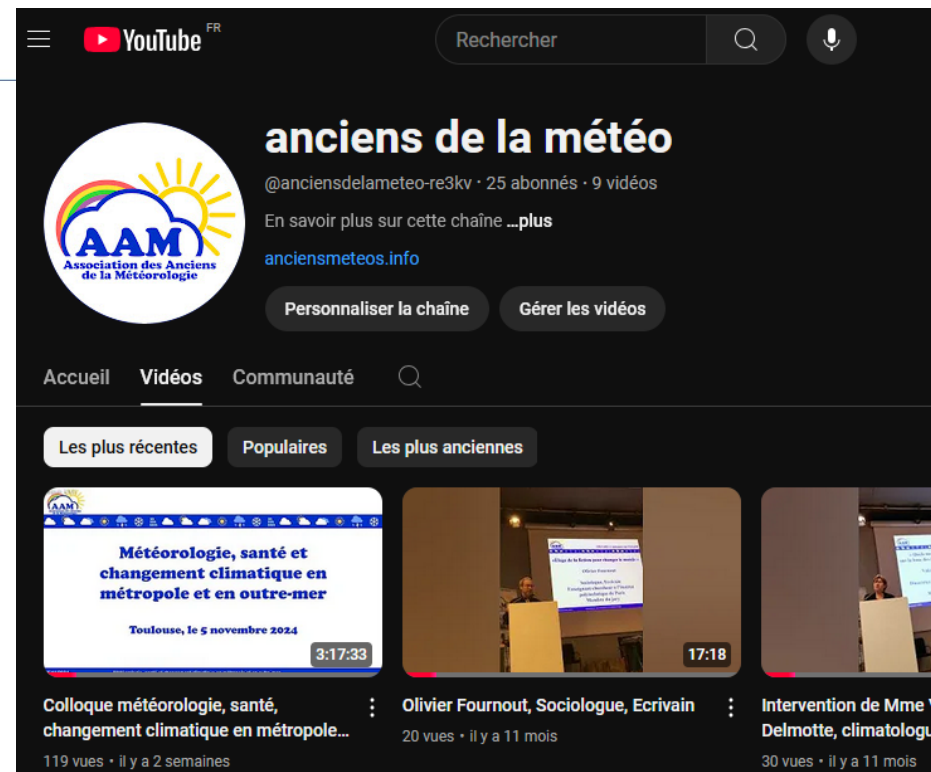 YouTube FR
Rechercher
anciens de la météo
@anciensdelameteo-re3kv · 25 abonnés · 9 vidéos
En savoir plus sur cette chaîne ...plus
anciensmeteos.info
AAM
Association des Anciens
de la Météorologie
Personnaliser la chaîne
Gérer les vidéos
Accueil
Vidéos
Communauté
Les plus récentes
Populaires
Les plus anciennes
AAM
Météorologie, santé et
changement climatique en
métropole et en outre-mer
Toulouse, le 5 novembre 2024
3:17:33
17:18
Colloque météorologie, santé,
changement climatique en métropole...
119 vues · il y a 2 semaines
Olivier Fournout, Sociologue, Ecrivain
20 vues · il y a 11 mois
Intervention de Mme V
Delmotte, climatologu
30 vues · il y a 11 mois